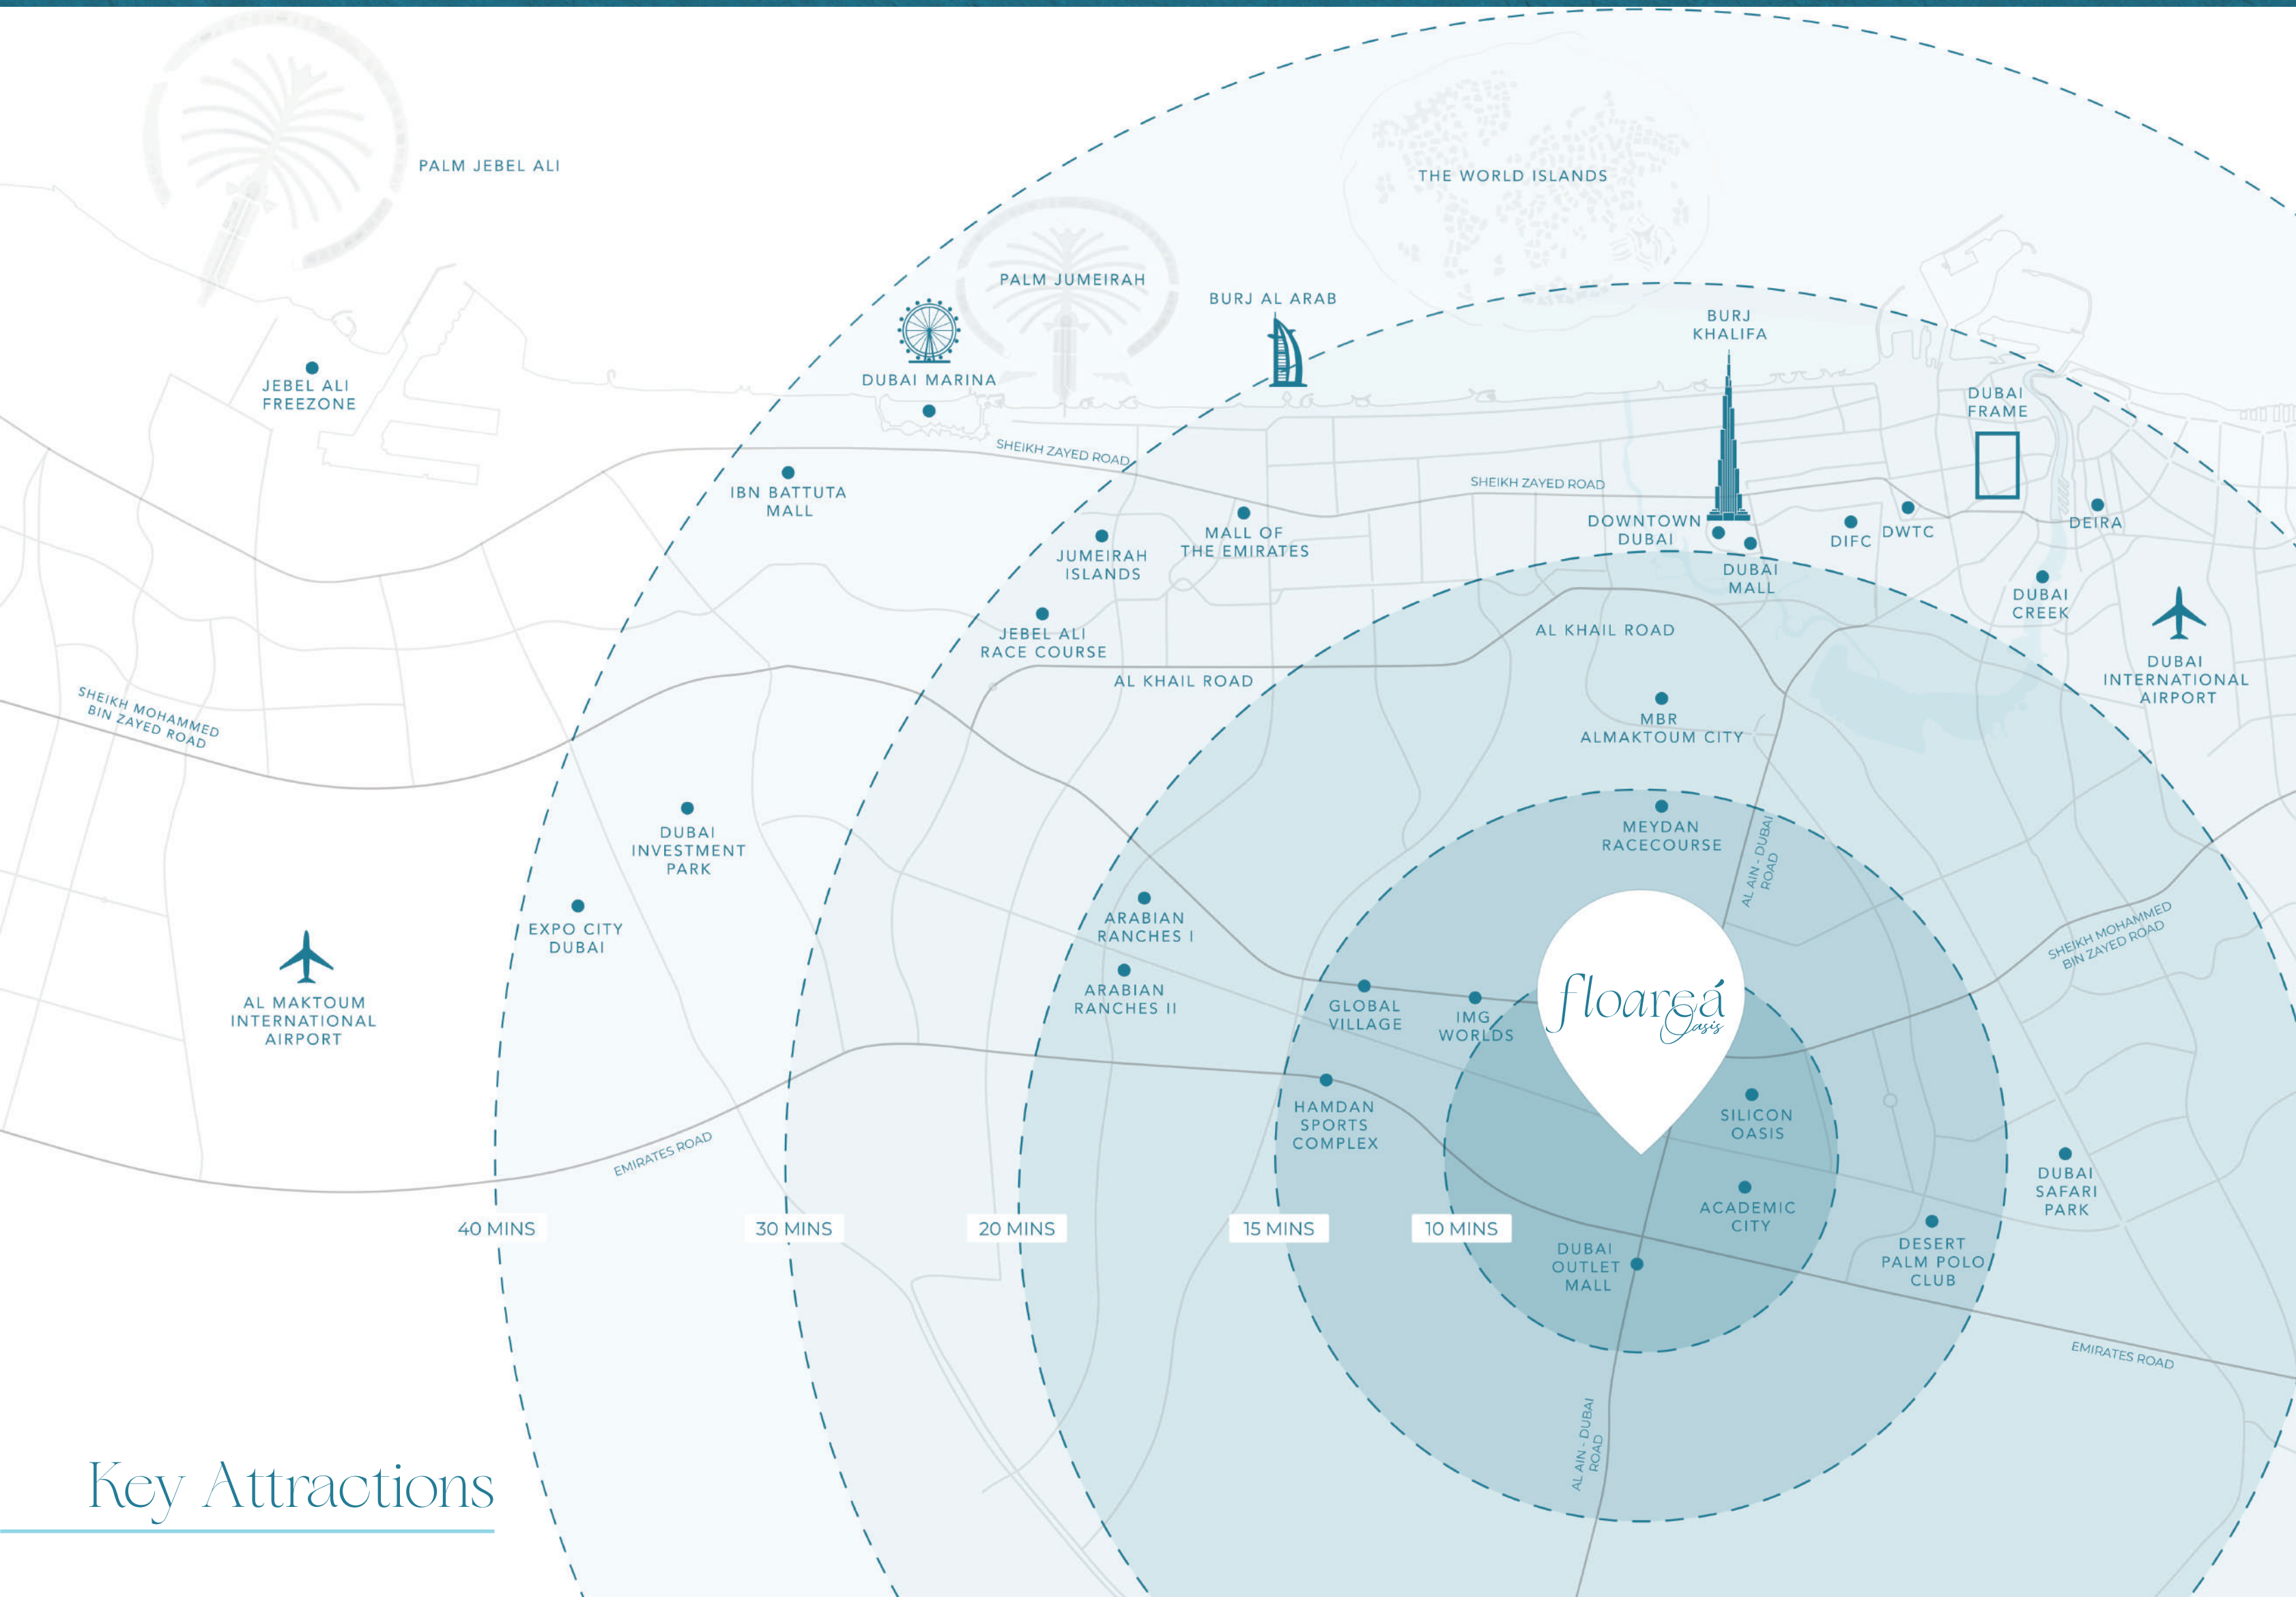 PALM JEBEL ALI
THE WORLD ISLANDS
PALM JUMEIRAH
BURJ AL ARAB
BURJ
KHALIFA
DUBAI MARINA
JEBEL ALI
FREEZONE
DUBAI
FRAME
SHEIKH ZAYED ROAD
SHEIKH ZAYED ROAD
IBN BATTUTA
MALL
JUMEIRAH
ISLANDS
MALL OF
THE EMIRATES
DOWNTOWN
DUBAI
DUBAI
MALL
DIFC
DWTC
DEIRA
DUBAI
CREEK
JEBEL ALI
RACE COURSE
AL KHAIL ROAD
AL KHAIL ROAD
DUBAI
INTERNATIONAL
AIRPORT
SHEIKH MOHAMMED
BIN ZAYED ROAD
MBR
ALMAKTOUM CITY
DUBAI
INVESTMENT
PARK
MEYDAN
RACECOURSE
AL AIN - DUBAI
ROAD
EXPO CITY
DUBAI
ARABIAN
RANCHES I
ARABIAN
RANCHES II
SHEIKH MOHAMMED
BIN ZAYED ROAD
AL MAKTOUM
INTERNATIONAL
AIRPORT
GLOBAL
VILLAGE
IMG
WORLDS
floareá
Oasis
HAMDAN
SPORTS
COMPLEX
SILICON
OASIS
EMIRATES ROAD
ACADEMIC
CITY
DUBAI
SAFARI
PARK
40 MINS
30 MINS
20 MINS
15 MINS
10 MINS
DUBAI
OUTLET
MALL
DESERT
PALM POLO
CLUB
EMIRATES ROAD
AL AIN - DUBAI
ROAD
Key Attractions